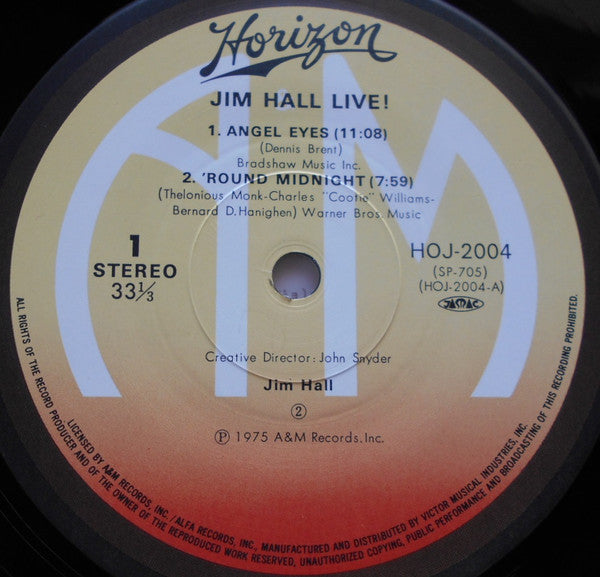 Horizon
JIM HALL LIVE!
1. ANGEL EYES (11:08)
(Dennis Brent)
Bradshaw Music Inc.
2. 'ROUND MIDNIGHT (7:59)
(Thelonious Monk-Charles "Cootie" Williams-
Bernard D. Hanighen) Warner Bros. Music
1
STEREO
33⅓
HOJ-2004
(SP-705)
(HOJ-2004-A)
JASRAC
A&M
Creative Director: John Snyder
Jim Hall
②
Ⓟ 1975 A&M Records, Inc.
ALL RIGHTS OF THE RECORD PRODUCER AND OF THE OWNER OF THE REPRODUCED WORK RESERVED, UNAUTHORIZED COPYING, PUBLIC PERFORMANCE AND BROADCASTING OF THIS RECORDING PROHIBITED.
LICENSED BY A&M RECORDS, INC./ALFA RECORDS, INC., MANUFACTURED AND DISTRIBUTED BY VICTOR MUSICAL INDUSTRIES, INC.